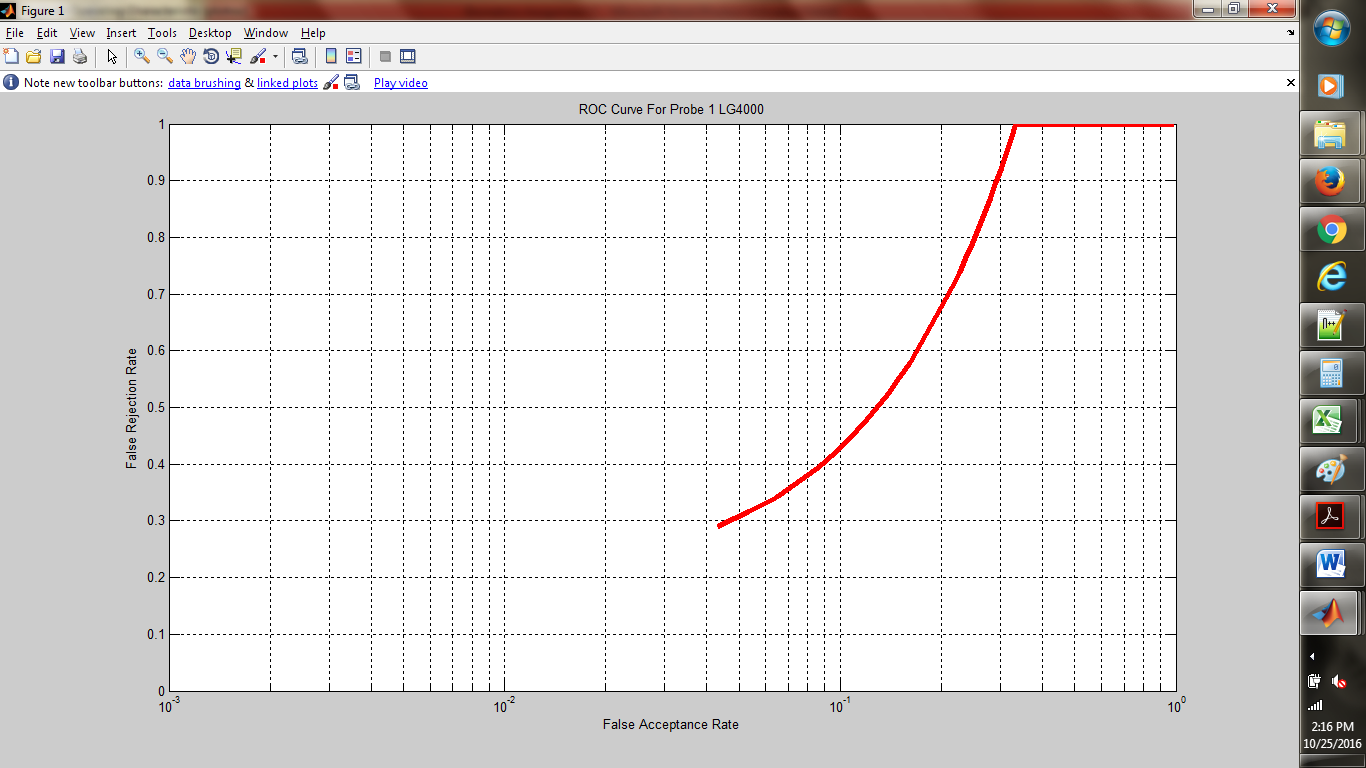 Figure 1
File Edit View Insert Tools Desktop Window Help
Note new toolbar buttons: data brushing & linked plots Play video
ROC Curve For Probe 1 LG4000
1
0.9
0.8
0.7
0.6
0.5
0.4
0.3
0.2
0.1
0
False Rejection Rate
10^-3 10^-2 10^-1 10^0
False Acceptance Rate
2:16 PM
10/25/2016